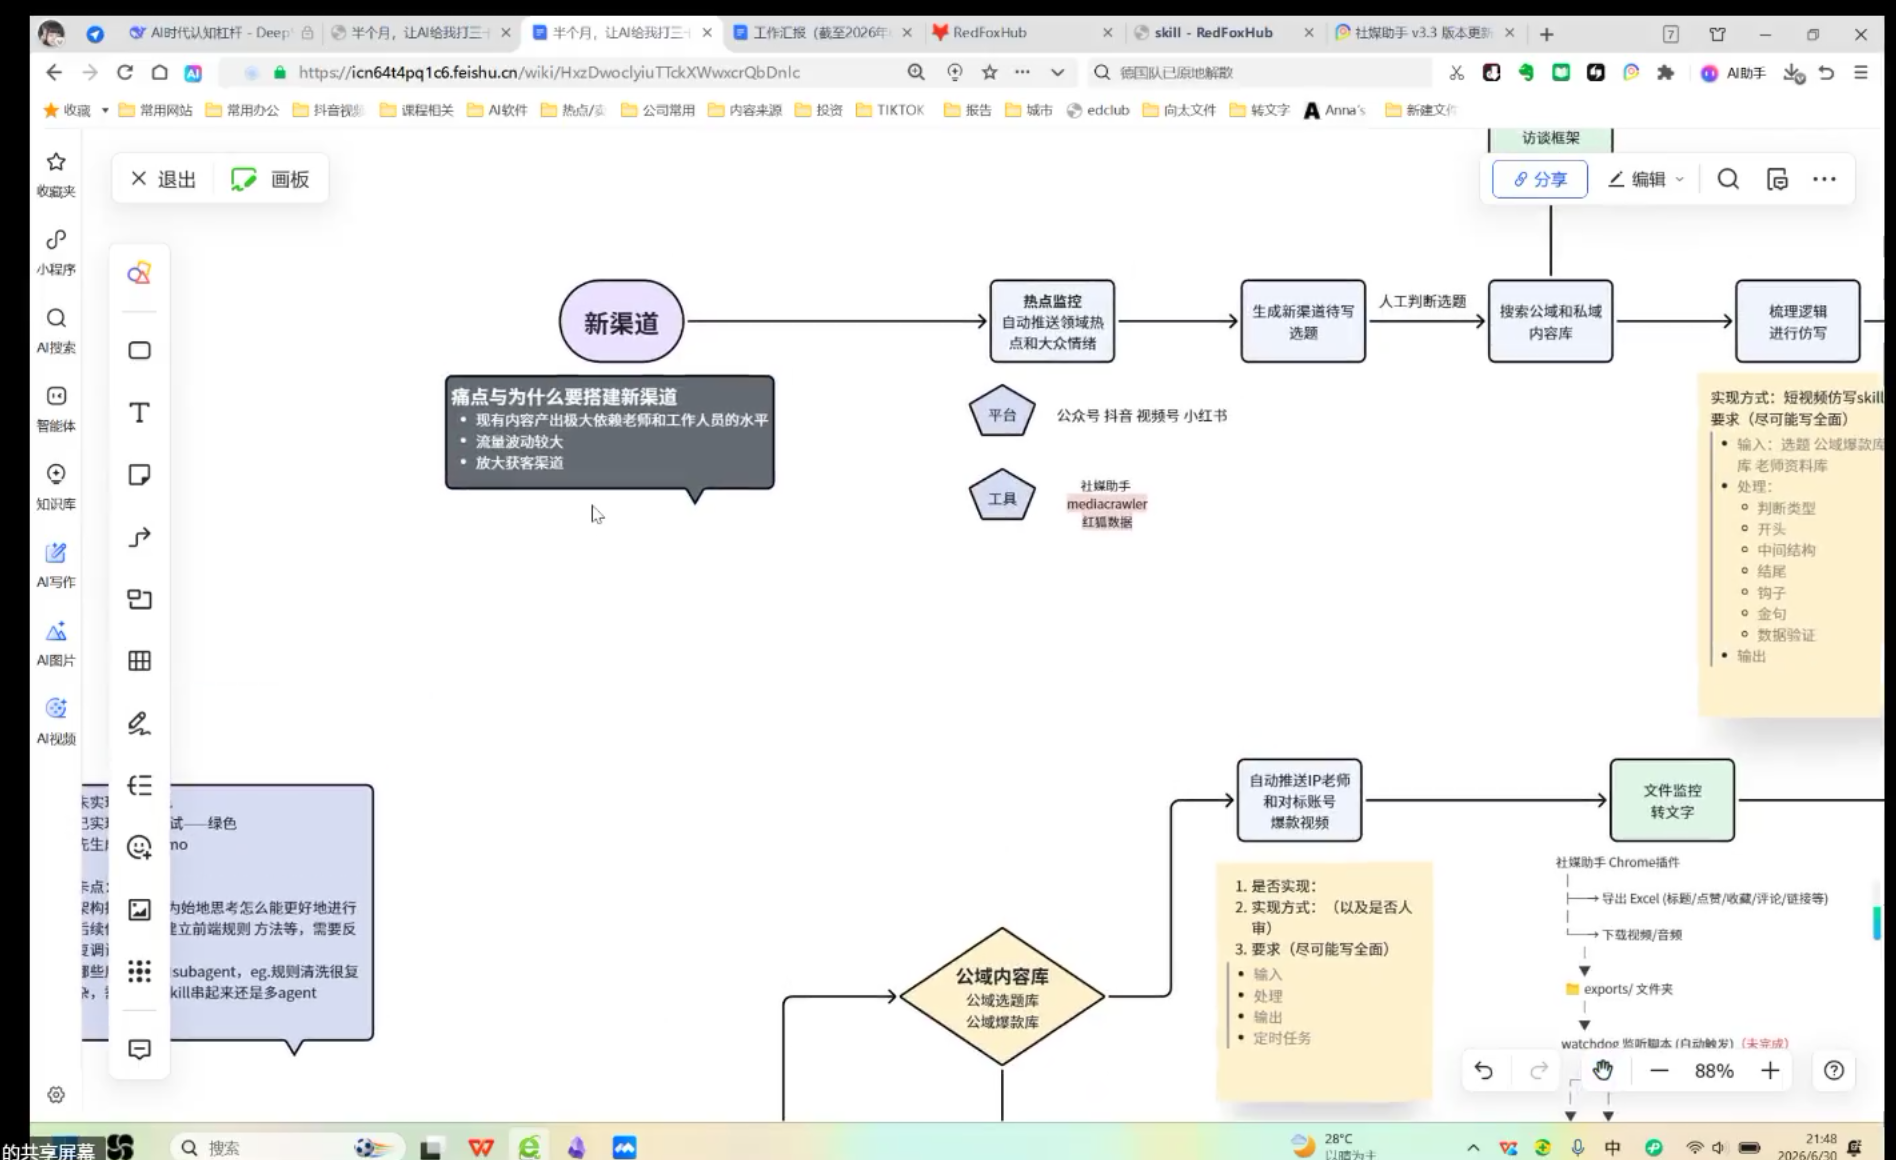 AI时代认知杠杆 - Deep
半个月，让AI给我打三
半个月，让AI给我打三
工作汇报（截至2026年
RedFoxHub
skill - RedFoxHub
社媒助手 v3.3 版本更新
7
https://icn64t4pq1c6.feishu.cn/wiki/HxzDwoclyiuTTckXWwxcrQbDnlc
德国队已原地解散
AI助手
收藏
常用网站
常用办公
抖音视频
课程相关
AI软件
热点/
公司常用
内容来源
投资
TIKTOK
报告
城市
edclub
向太文件
转文字
Anna's
新建文件
收藏夹
小程序
AI搜索
智能体
知识库
AI写作
AI图片
AI视频
退出
画板
访谈框架
分享
编辑
新渠道
热点监控
自动推送领域热
点和大众情绪
生成新渠道待写
选题
人工判断选题
搜索公域和私域
内容库
梳理逻辑
进行仿写
痛点与为什么要搭建新渠道
• 现有内容产出极大依赖老师和工作人员的水平
• 流量波动较大
• 放大获客渠道
平台
公众号 抖音 视频号 小红书
工具
社媒助手
mediacrawler
红狐数据
实现方式：短视频仿写skill
要求（尽可能写全面）
• 输入：选题 公域爆款库
库 老师资料库
• 处理：
◦ 判断类型
◦ 开头
◦ 中间结构
◦ 结尾
◦ 钩子
◦ 金句
◦ 数据验证
• 输出
试——绿色
mo
为始地思考怎么能更好地进行
建立前端规则 方法等，需要反
subagent，eg.规则清洗很复
kill串起来还是多agent
自动推送IP老师
和对标账号
爆款视频
文件监控
转文字
1. 是否实现：
2. 实现方式：（以及是否人
审）
3. 要求（尽可能写全面）
• 输入
• 处理
• 输出
• 定时任务
公域内容库
公域选题库
公域爆款库
社媒助手 Chrome插件
导出 Excel (标题/点赞/收藏/评论/链接等)
下载视频/音频
exports/ 文件夹
watchdog 监听脚本 (自动触发)（未完成）
88%
的共享屏幕
搜索
28°C
以晴为主
中
21:48
2026/6/30